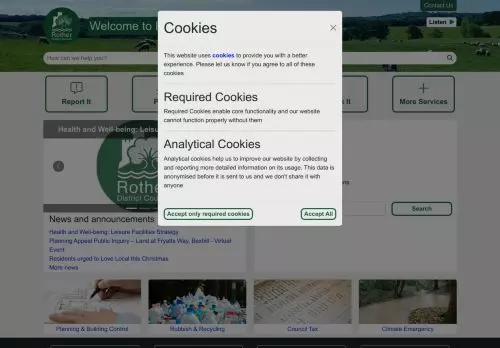 Contact Us
Rother
Welcome to
Listen
How can we help you?
Report It
It
More Services
Health and Well-being: Leisure
Rother
District Council
Search
News and announcements
Health and Well-being: Leisure Facilities Strategy
Planning Appeal Public Inquiry – Land at Fryatts Way, Bexhill - Virtual
Event
Residents urged to Love Local this Christmas
More news
Planning & Building Control
Rubbish & Recycling
Council Tax
Climate Emergency
Cookies
×
This website uses cookies to provide you with a better
experience. Please let us know if you agree to all of these
cookies
Required Cookies
Required Cookies enable core functionality and our website
cannot function properly without them
Analytical Cookies
Analytical cookies help us to improve our website by collecting
and reporting more detailed information on its usage. This data is
anonymised before it is sent to us and we don't share it with
anyone
Accept only required cookies
Accept All